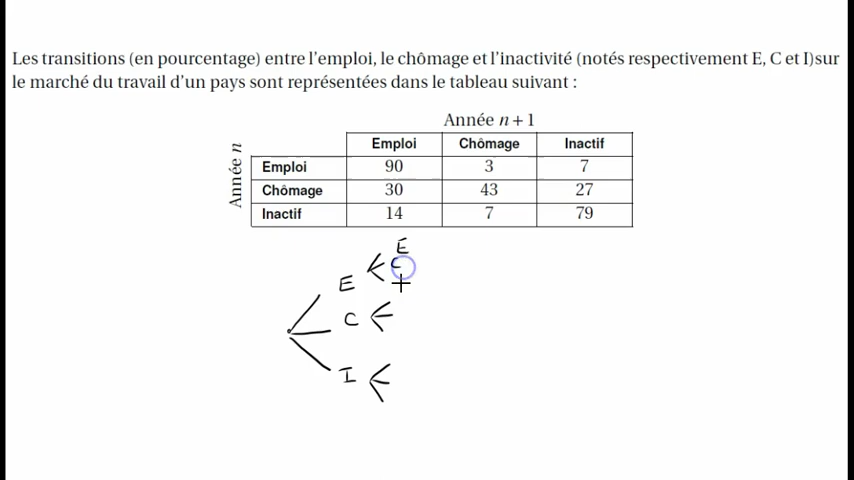 Les transitions (en pourcentage) entre l'emploi, le chômage et l'inactivité (notés respectivement E, C et I)sur
le marché du travail d'un pays sont représentées dans le tableau suivant :
Année n + 1
Emploi Chômage Inactif
Année n
Emploi 90 3 7
Chômage 30 43 27
Inactif 14 7 79
E
E C
C
I